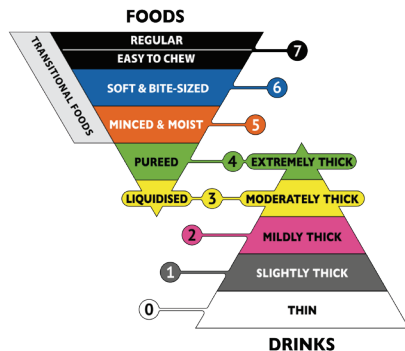 FOODS
REGULAR
7
EASY TO CHEW
TRANSITIONAL FOODS
SOFT & BITE-SIZED
6
MINCED & MOIST
5
PUREED
4
EXTREMELY THICK
LIQUIDISED
3
MODERATELY THICK
2
MILDLY THICK
1
SLIGHTLY THICK
0
THIN
DRINKS